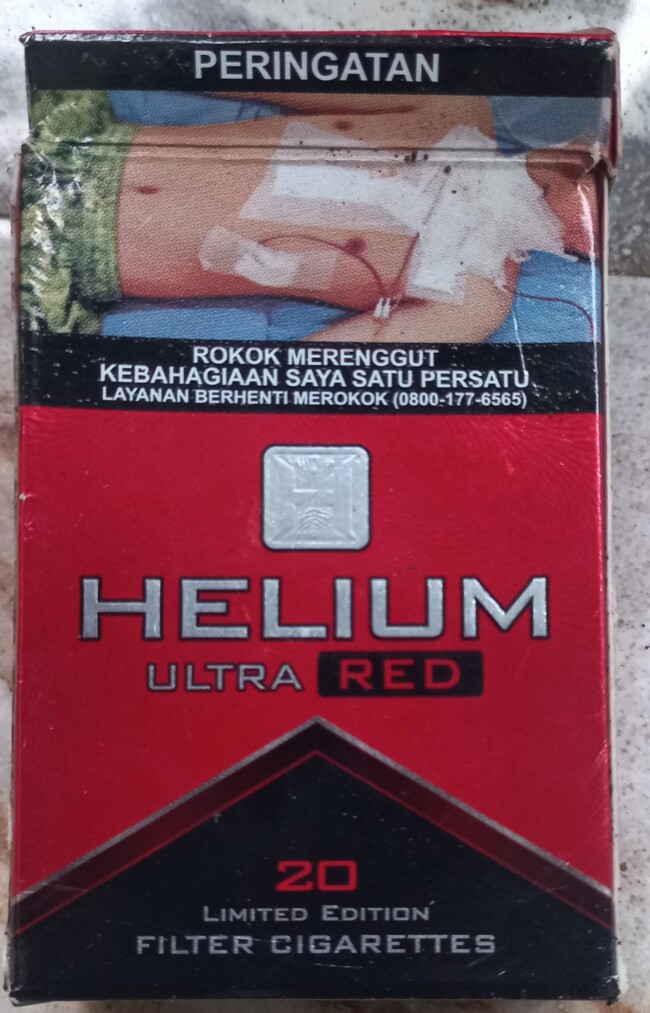 PERINGATAN
ROKOK MERENGGUT
KEBAHAGIAAN SAYA SATU PERSATU
LAYANAN BERHENTI MEROKOK (0800-177-6565)
H
HELIUM
ULTRA RED
20
LIMITED EDITION
FILTER CIGARETTES